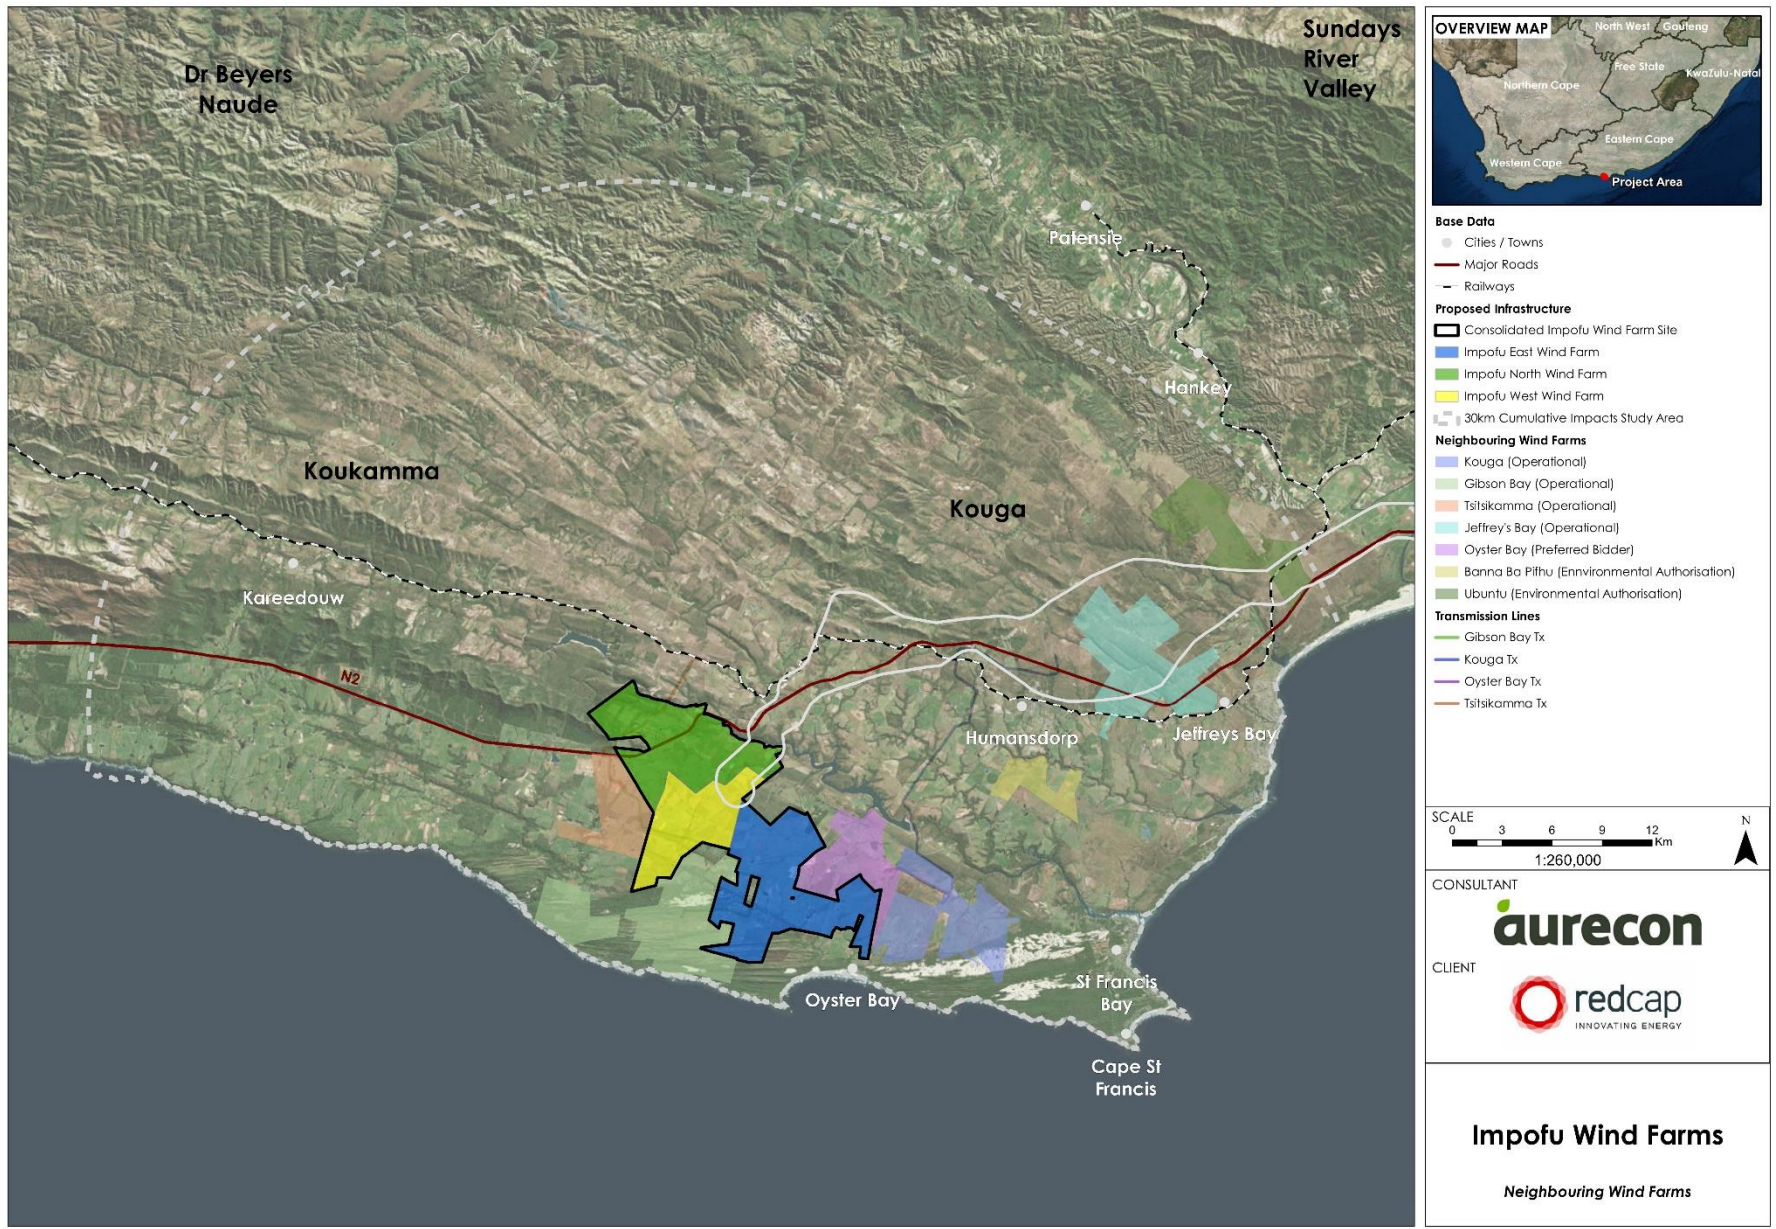 Dr Beyers
Naude
Sundays
River
Valley
Patensie
Hankey
Koukamma
Kouga
Kareedouw
N2
Humansdorp
Jeffreys Bay
Oyster Bay
St Francis
Bay
Cape St
Francis
OVERVIEW MAP
North West
Gauteng
Free State
KwaZulu-Natal
Northern Cape
Eastern Cape
Western Cape
Project Area
Base Data
Cities / Towns
Major Roads
Railways
Proposed Infrastructure
Consolidated Impofu Wind Farm Site
Impofu East Wind Farm
Impofu North Wind Farm
Impofu West Wind Farm
30km Cumulative Impacts Study Area
Neighbouring Wind Farms
Kouga (Operational)
Gibson Bay (Operational)
Tsitsikamma (Operational)
Jeffrey's Bay (Operational)
Oyster Bay (Preferred Bidder)
Banna Ba Pifhu (Ennvironmental Authorisation)
Ubuntu (Environmental Authorisation)
Transmission Lines
Gibson Bay Tx
Kouga Tx
Oyster Bay Tx
Tsitsikamma Tx
SCALE
0 3 6 9 12
Km
1:260,000
N
CONSULTANT
aurecon
CLIENT
redcap
INNOVATING ENERGY
Impofu Wind Farms
Neighbouring Wind Farms